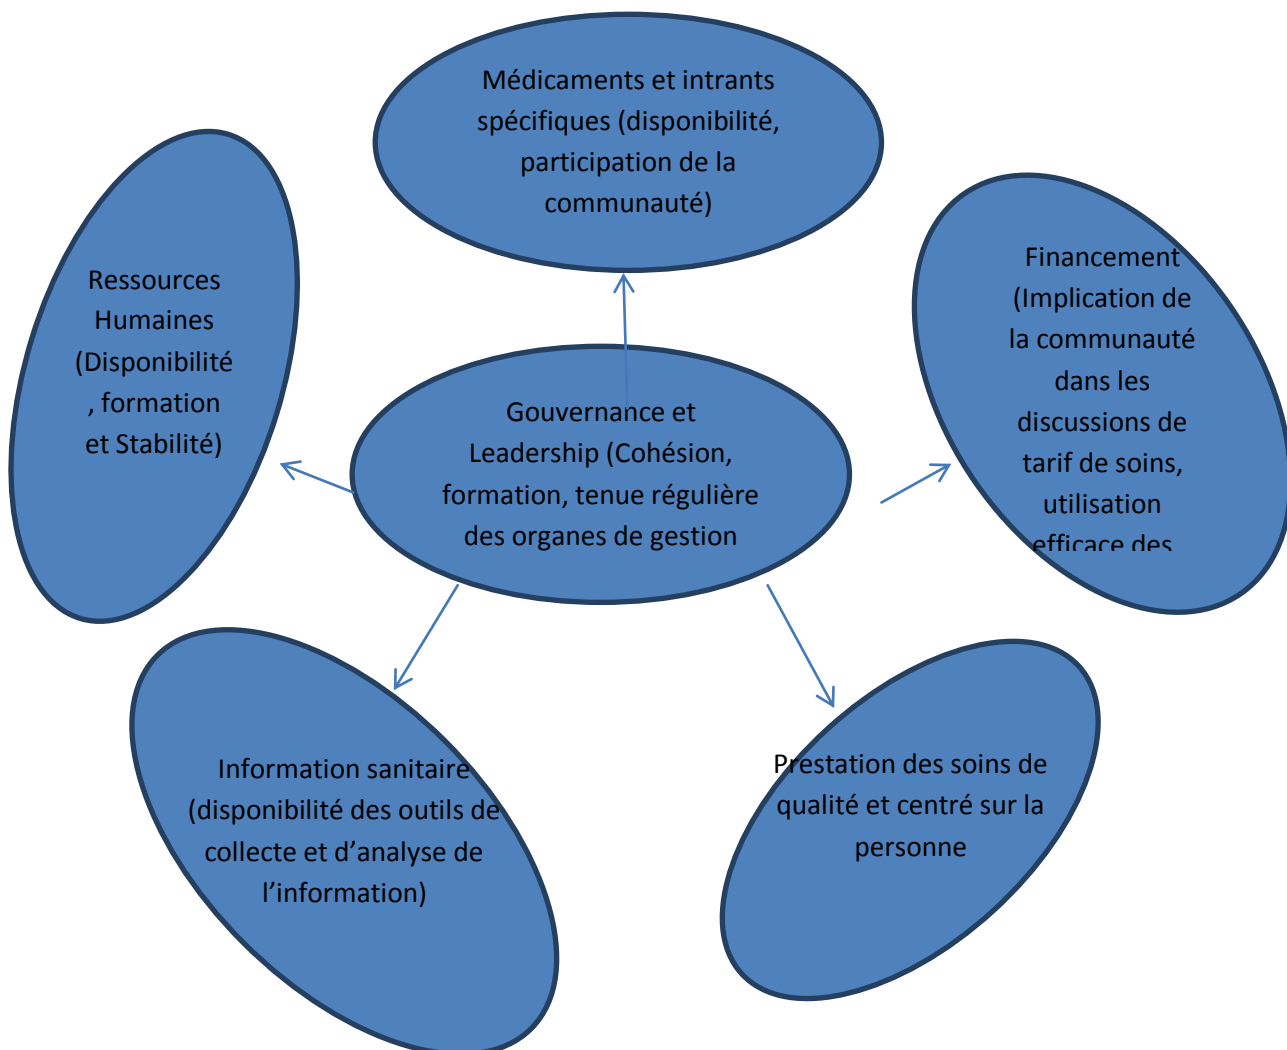 Médicaments et intrants
spécifiques (disponibilité,
participation de la
communauté)
Ressources
Humaines
(Disponibilité
, formation
et Stabilité)
Financement
(Implication de
la communauté
dans les
discussions de
tarif de soins,
utilisation
efficace des
Gouvernance et
Leadership (Cohésion,
formation, tenue régulière
des organes de gestion
Information sanitaire
(disponibilité des outils de
collecte et d’analyse de
l’information)
Prestation des soins de
qualité et centré sur la
personne